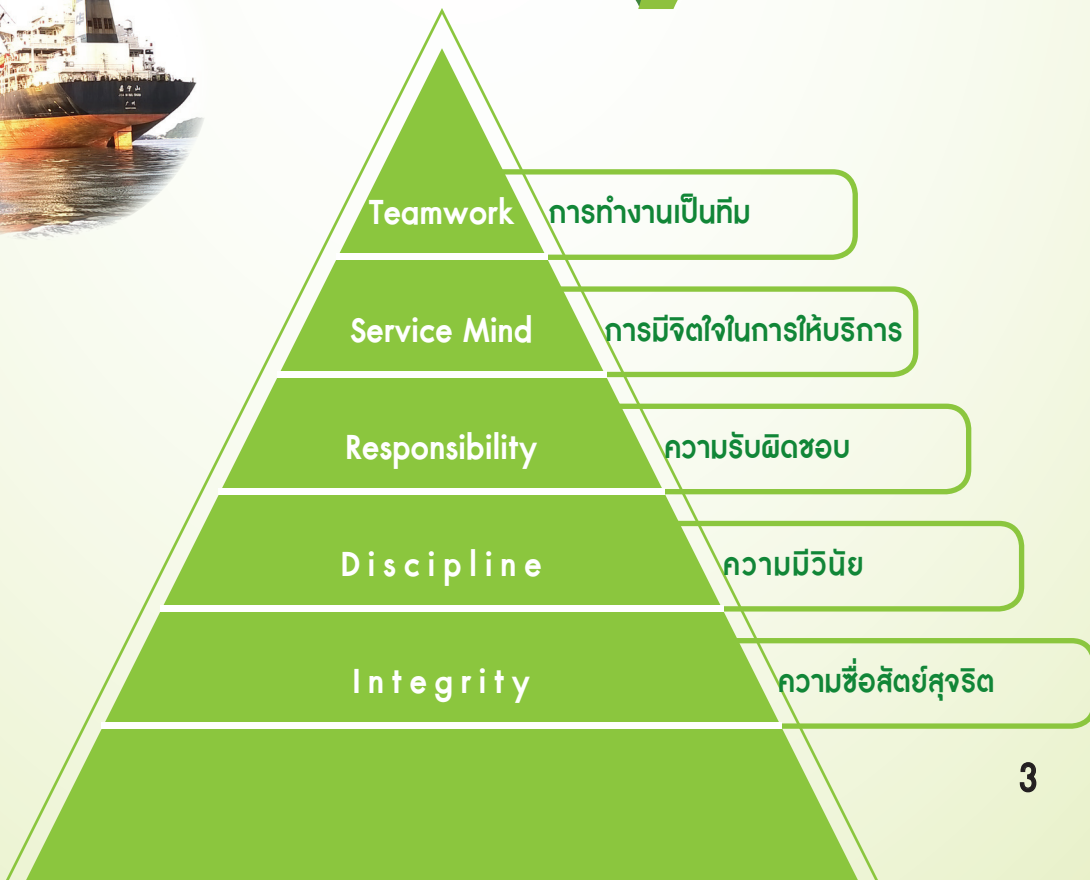 Teamwork การทำงานเป็นทีม
Service Mind การมีจิตใจในการให้บริการ
Responsibility ความรับผิดชอบ
Discipline ความมีวินัย
Integrity ความซื่อสัตย์สุจริต
3